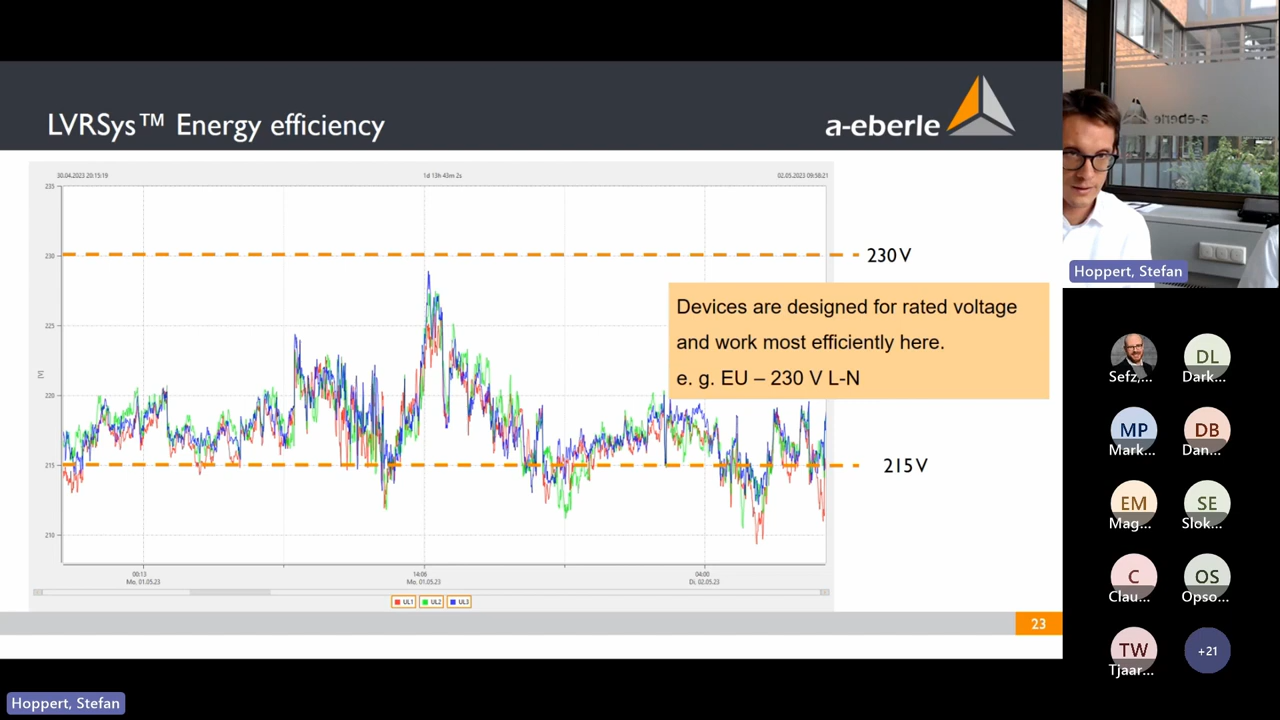 LVRSys™ Energy efficiency
a-eberle
30.04.2023 20:15:19
1d 13h 43m 2s
02.05.2023 09:58:21
235
230
225
220
215
210
[V]
230 V
Devices are designed for rated voltage
and work most efficiently here.
e. g. EU – 230 V L-N
215 V
00:13
Mo, 01.05.23
14:06
Mo, 01.05.23
04:00
Di, 02.05.23
UL1
UL2
UL3
23
a-eberle
Hoppert, Stefan
Sefz,...
DL
Dark...
MP
Mark...
DB
Dan...
EM
Mag...
SE
Slok...
C
Clau...
OS
Opso...
TW
Tjaar...
+21
Hoppert, Stefan